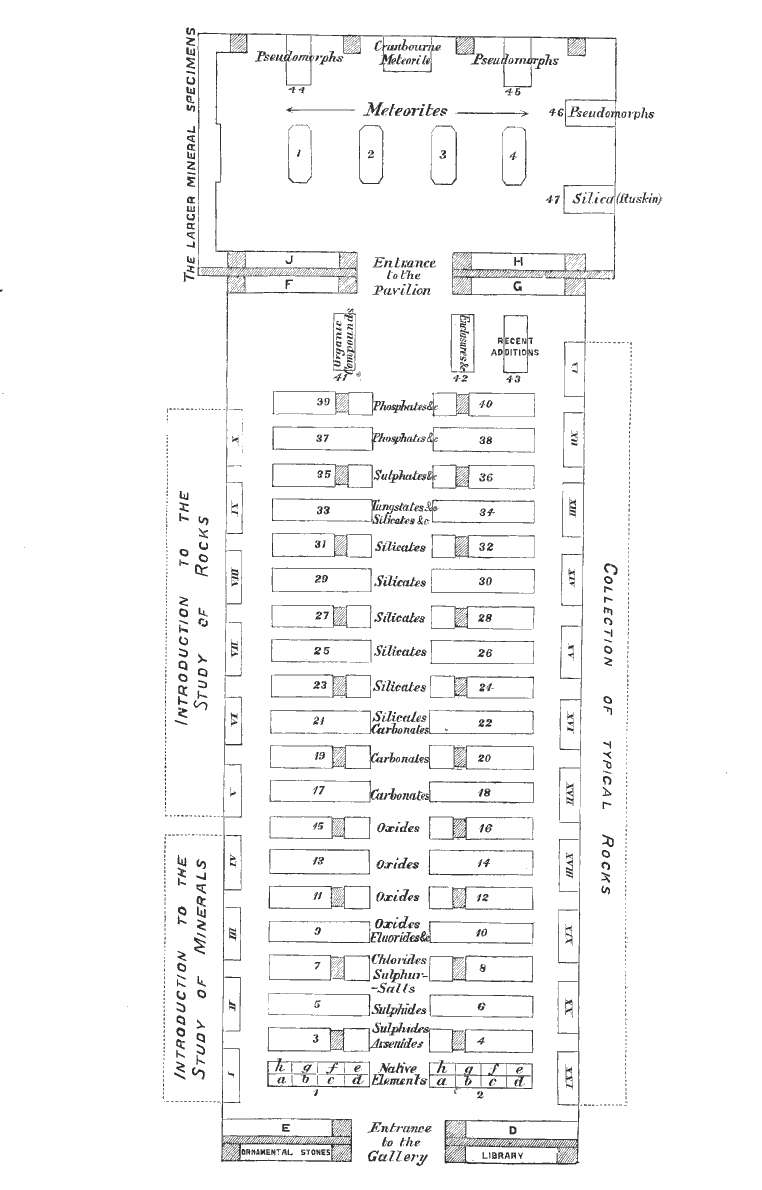 THE LARGER MINERAL SPECIMENS
Pseudomorphs
44
Cranbourne
Meteorite
Pseudomorphs
45
Meteorites
46 Pseudomorphs
1 2 3 4
47 Silica (Ruskin)
J
Entrance
to the
Pavilion
H
F
G
Organic
Compounds
41
Enclosures &c
42
RECENT
ADDITIONS
43
XI
39 Phosphates &c 40
X
37 Phosphates &c 38
XII
35 Sulphates &c 36
IX
33 Tungstates &c
Silicates &c 34
XIII
31 Silicates 32
VIII
29 Silicates 30
XIV
27 Silicates 28
VII
25 Silicates 26
XV
23 Silicates 24
VI
21 Silicates
Carbonates 22
XVI
19 Carbonates 20
V
17 Carbonates 18
XVII
15 Oxides 16
IV
13 Oxides 14
XVIII
11 Oxides 12
III
9 Oxides
Fluorides &c 10
XIX
7 Chlorides
Sulphur-
-Salts 8
II
5 Sulphides 6
XX
3 Sulphides
Arsenides 4
I
h g f e Native h g f e
a b c d Elements a b c d
1 2
XXI
INTRODUCTION TO THE
STUDY OF ROCKS
INTRODUCTION TO THE
STUDY OF MINERALS
COLLECTION OF TYPICAL ROCKS
E
Entrance
to the
Gallery
D
ORNAMENTAL STONES
LIBRARY